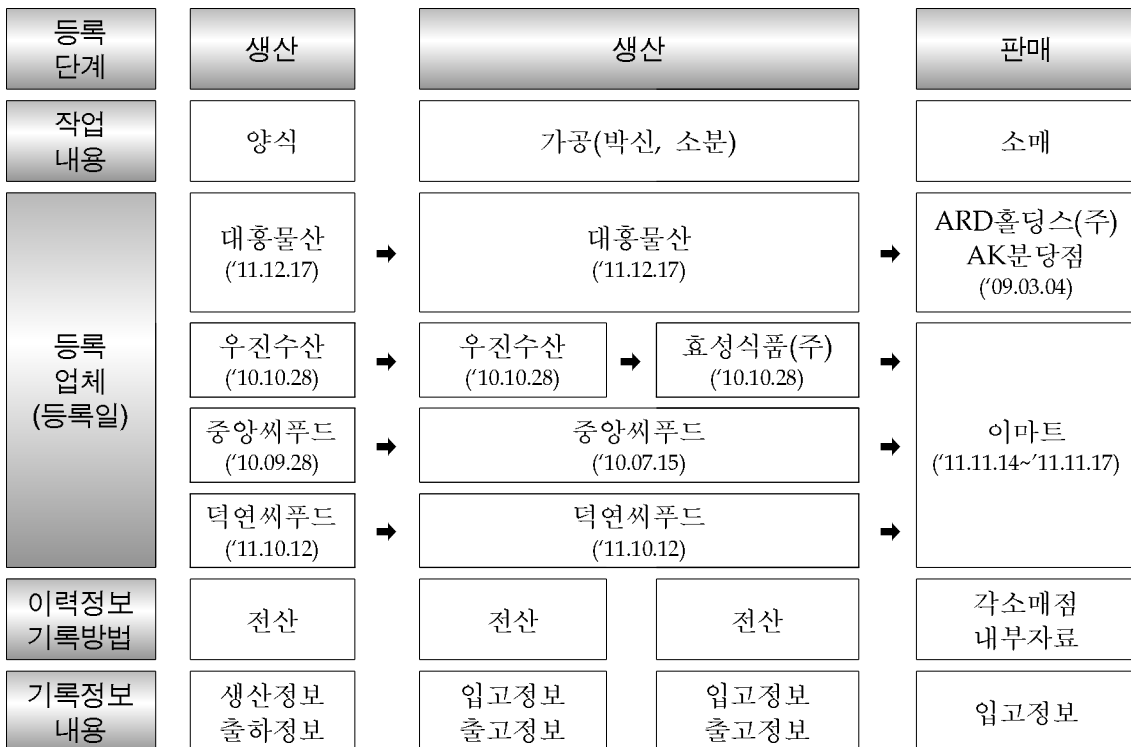 등록
단계
생산
생산
판매
작업
내용
양식
가공(박신, 소분)
소매
등록
업체
(등록일)
대흥물산
(‘11.12.17)
➡
대흥물산
(‘11.12.17)
➡
ARD홀딩스(주)
AK분당점
(‘09.03.04)
우진수산
(‘10.10.28)
➡
우진수산
(‘10.10.28)
➡
효성식품(주)
(‘10.10.28)
➡
중앙씨푸드
(‘10.09.28)
➡
중앙씨푸드
(‘10.07.15)
➡
이마트
(‘11.11.14~’11.11.17)
덕연씨푸드
(‘11.10.12)
➡
덕연씨푸드
(‘11.10.12)
➡
이력정보
기록방법
전산
전산
전산
각소매점
내부자료
기록정보
내용
생산정보
출하정보
입고정보
출고정보
입고정보
출고정보
입고정보